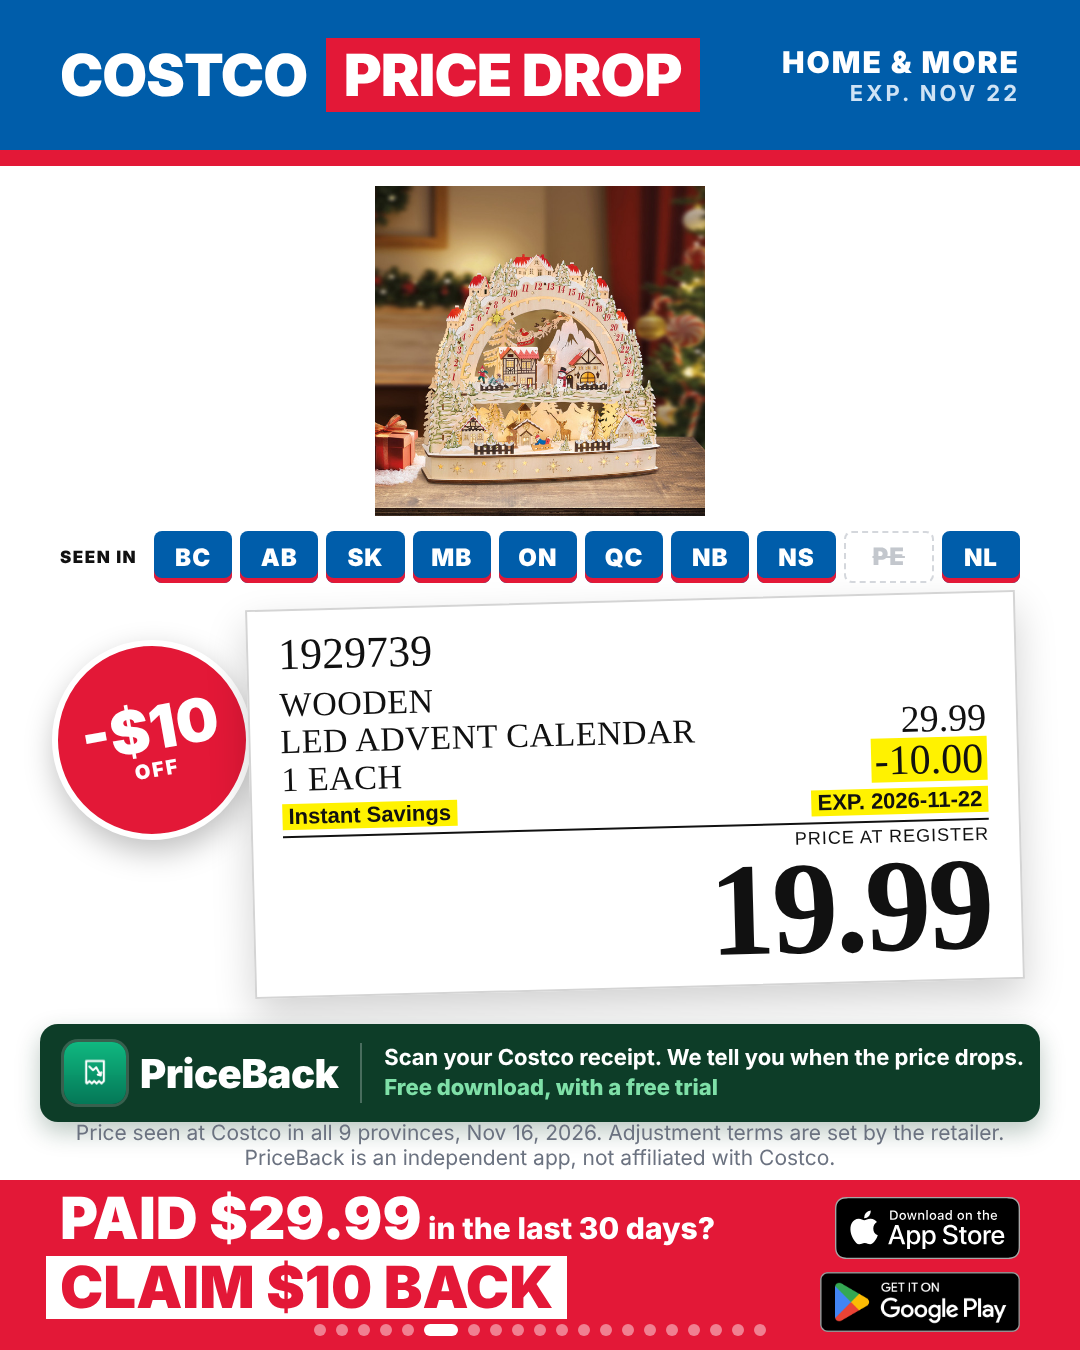 COSTCO PRICE DROP
HOME & MORE
EXP. NOV 22
SEEN IN BC AB SK MB ON QC NB NS PE NL
-$10
OFF
1929739
WOODEN
LED ADVENT CALENDAR
1 EACH
Instant Savings
29.99
-10.00
EXP. 2026-11-22
PRICE AT REGISTER
19.99
PriceBack
Scan your Costco receipt. We tell you when the price drops.
Free download, with a free trial
Price seen at Costco in all 9 provinces, Nov 16, 2026. Adjustment terms are set by the retailer.
PriceBack is an independent app, not affiliated with Costco.
PAID $29.99 in the last 30 days?
CLAIM $10 BACK
Download on the
App Store
GET IT ON
Google Play